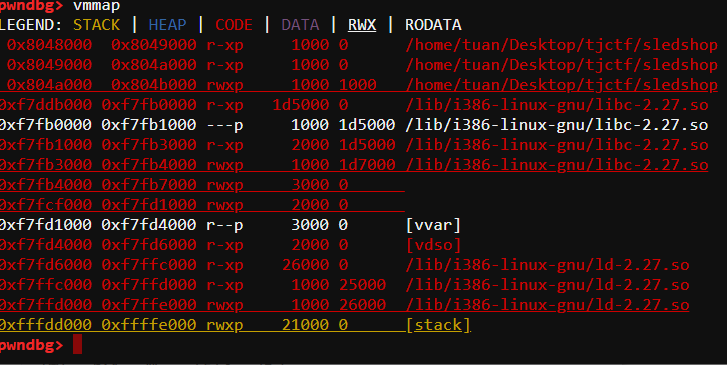 pwndbg> vmmap
LEGEND: STACK | HEAP | CODE | DATA | RWX | RODATA
0x8048000 0x8049000 r-xp 1000 0 /home/tuan/Desktop/tjctf/sledshop
0x8049000 0x804a000 r-xp 1000 0 /home/tuan/Desktop/tjctf/sledshop
0x804a000 0x804b000 rwxp 1000 1000 /home/tuan/Desktop/tjctf/sledshop
0xf7ddb000 0xf7fb0000 r-xp 1d5000 0 /lib/i386-linux-gnu/libc-2.27.so
0xf7fb0000 0xf7fb1000 ---p 1000 1d5000 /lib/i386-linux-gnu/libc-2.27.so
0xf7fb1000 0xf7fb3000 r-xp 2000 1d5000 /lib/i386-linux-gnu/libc-2.27.so
0xf7fb3000 0xf7fb4000 rwxp 1000 1d7000 /lib/i386-linux-gnu/libc-2.27.so
0xf7fb4000 0xf7fb7000 rwxp 3000 0
0xf7fcf000 0xf7fd1000 rwxp 2000 0
0xf7fd1000 0xf7fd4000 r--p 3000 0 [vvar]
0xf7fd4000 0xf7fd6000 r-xp 2000 0 [vdso]
0xf7fd6000 0xf7ffc000 r-xp 26000 0 /lib/i386-linux-gnu/ld-2.27.so
0xf7ffc000 0xf7ffd000 r-xp 1000 25000 /lib/i386-linux-gnu/ld-2.27.so
0xf7ffd000 0xf7ffe000 rwxp 1000 26000 /lib/i386-linux-gnu/ld-2.27.so
0xfffdd000 0xffffe000 rwxp 21000 0 [stack]
pwndbg>